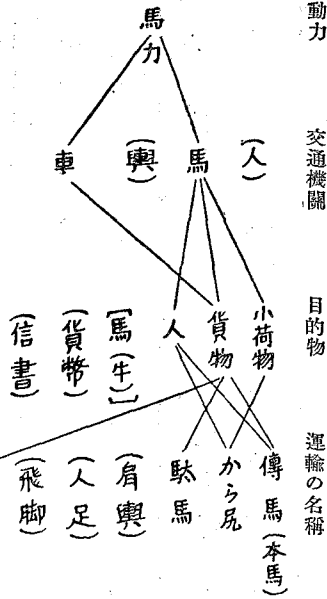 動力
交通機關
目的物
運輸の名稱
馬力
(人)
馬
(輿)
車
小荷物
貨物
人
[馬(牛)]
(貨幣)
(信書)
傳馬(本馬)
から尻
駄馬
(肩輿)
(人足)
(飛脚)